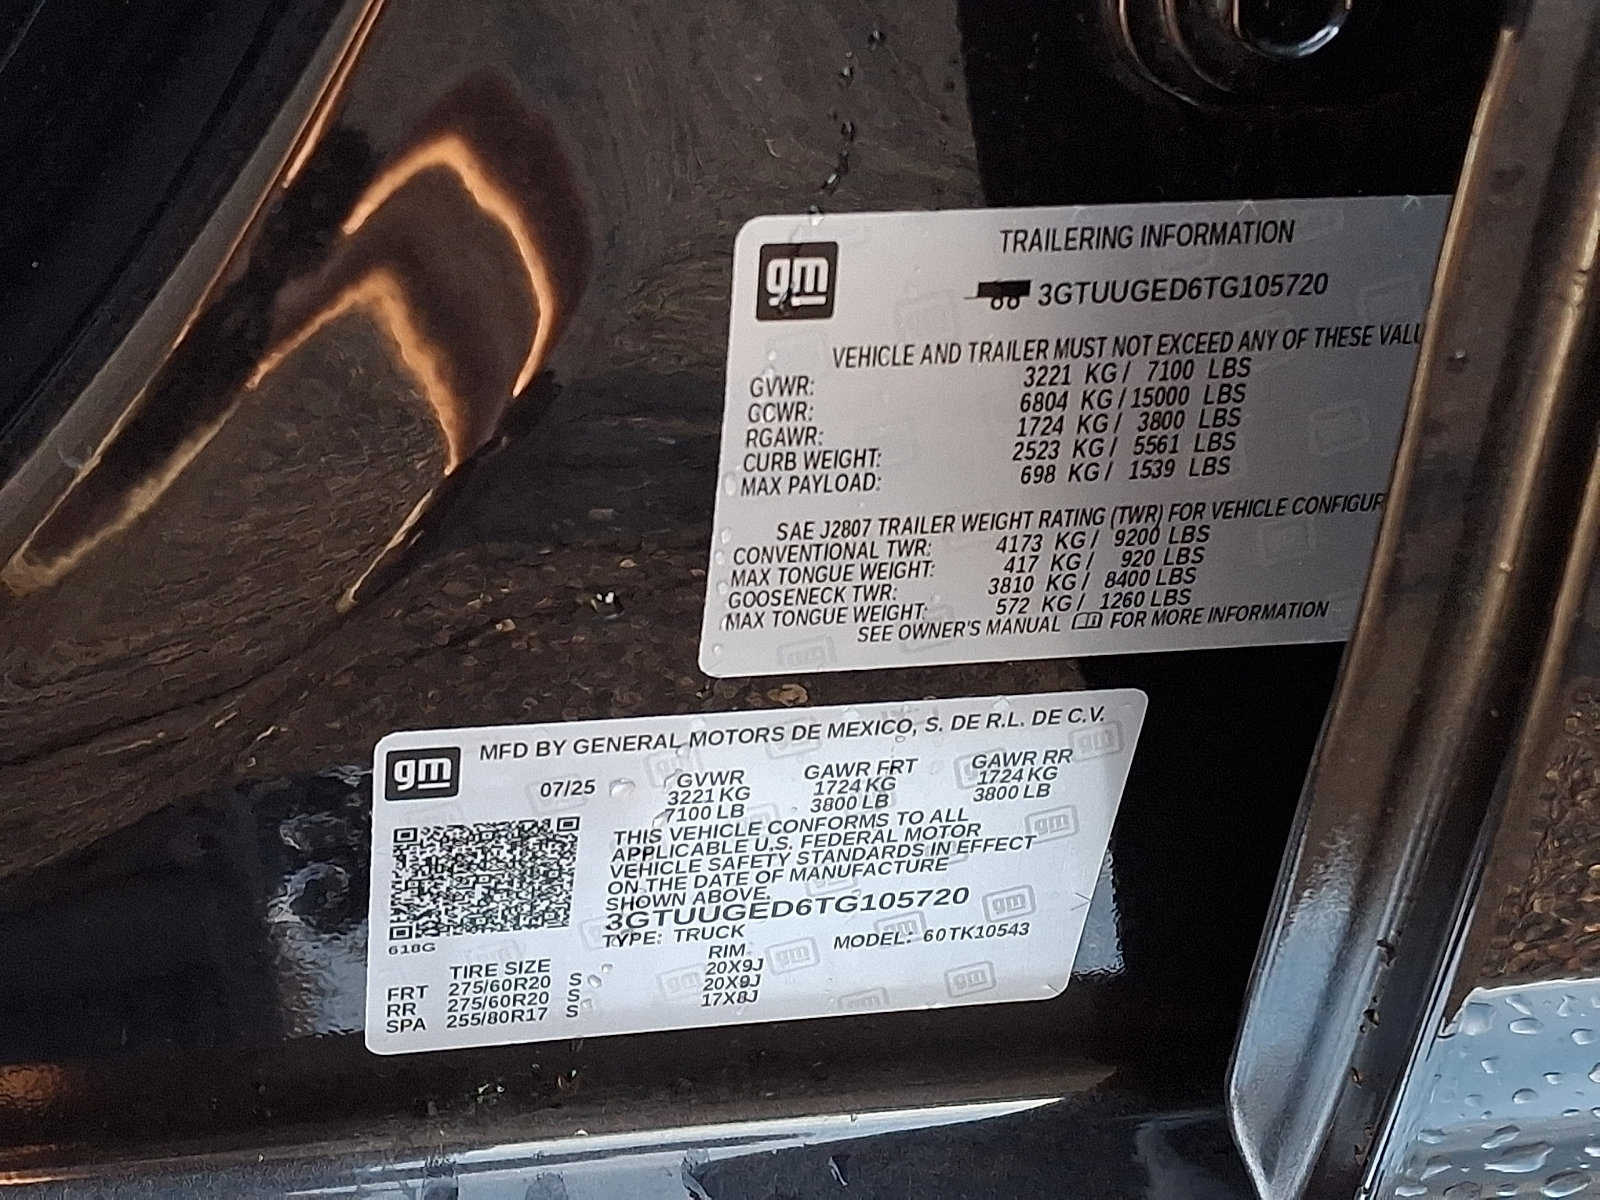 gm
TRAILERING INFORMATION
3GTUUGED6TG105720
VEHICLE AND TRAILER MUST NOT EXCEED ANY OF THESE VALU
GVWR: 3221 KG / 7100 LBS
GCWR: 6804 KG / 15000 LBS
RGAWR: 1724 KG / 3800 LBS
CURB WEIGHT: 2523 KG / 5561 LBS
MAX PAYLOAD: 698 KG / 1539 LBS
SAE J2807 TRAILER WEIGHT RATING (TWR) FOR VEHICLE CONFIGUR
CONVENTIONAL TWR: 4173 KG / 9200 LBS
MAX TONGUE WEIGHT: 417 KG / 920 LBS
GOOSENECK TWR: 3810 KG / 8400 LBS
MAX TONGUE WEIGHT: 572 KG / 1260 LBS
SEE OWNER'S MANUAL FOR MORE INFORMATION
gm
MFD BY GENERAL MOTORS DE MEXICO, S. DE R.L. DE C.V.
07/25 GVWR GAWR FRT GAWR RR
3221 KG 1724 KG 1724 KG
7100 LB 3800 LB 3800 LB
THIS VEHICLE CONFORMS TO ALL
APPLICABLE U.S. FEDERAL MOTOR
VEHICLE SAFETY STANDARDS IN EFFECT
ON THE DATE OF MANUFACTURE
SHOWN ABOVE.
3GTUUGED6TG105720
TYPE: TRUCK MODEL: 60TK10543
618G
TIRE SIZE RIM
FRT 275/60R20 S 20X9J
RR 275/60R20 S 20X9J
SPA 255/80R17 S 17X8J